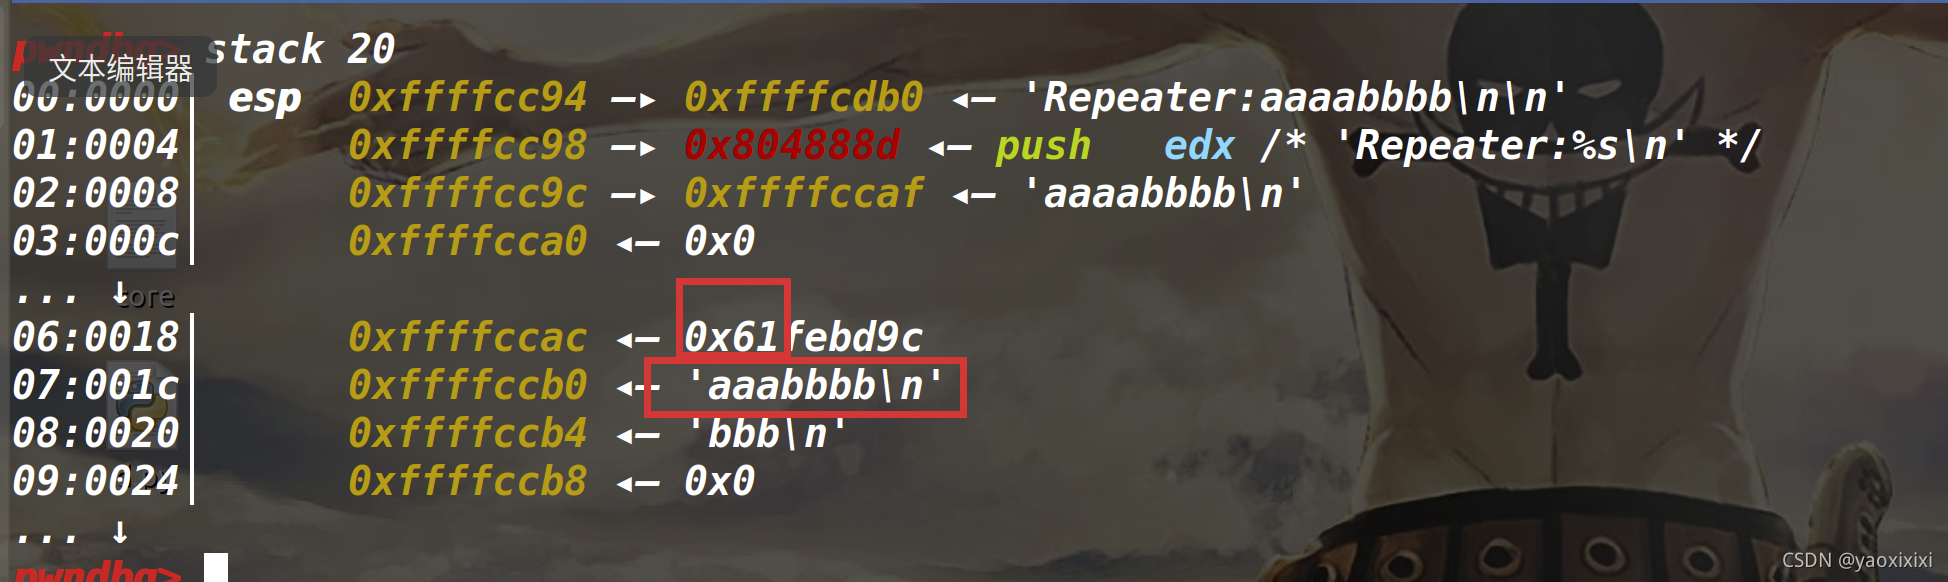 pwndbg> stack 20
文本编辑器
00:0000│ esp 0xffffcc94 —▸ 0xffffcdb0 ◂— 'Repeater:aaaabbbb\n\n'
01:0004│ 0xffffcc98 —▸ 0x804888d ◂— push edx /* 'Repeater:%s\n' */
02:0008│ 0xffffcc9c —▸ 0xffffccaf ◂— 'aaaabbbb\n'
03:000c│ 0xffffcca0 ◂— 0x0
... ↓
core
06:0018│ 0xffffccac ◂— 0x61febd9c
07:001c│ 0xffffccb0 ◂— 'aaabbbb\n'
08:0020│ 0xffffccb4 ◂— 'bbb\n'
09:0024│ 0xffffccb8 ◂— 0x0
... ↓
pwndbg>
CSDN @yaoxixixi